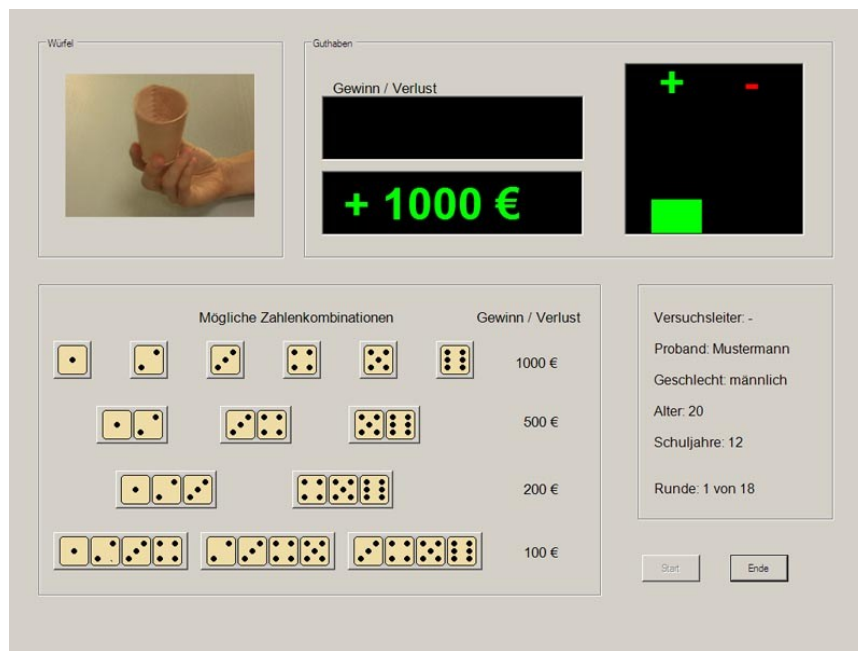 Würfel
Guthaben
Gewinn / Verlust
+ -
+ 1000 €
Mögliche Zahlenkombinationen Gewinn / Verlust
1000 €
500 €
200 €
100 €
Versuchsleiter: -
Proband: Mustermann
Geschlecht: männlich
Alter: 20
Schuljahre: 12
Runde: 1 von 18
Start Ende